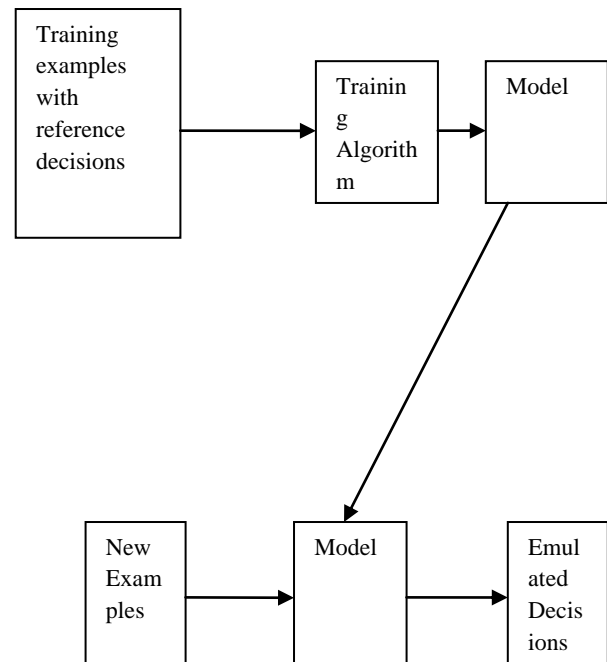 Training
examples
with
reference
decisions
Trainin
g
Algorith
m
Model
New
Exam
ples
Model
Emul
ated
Decis
ions